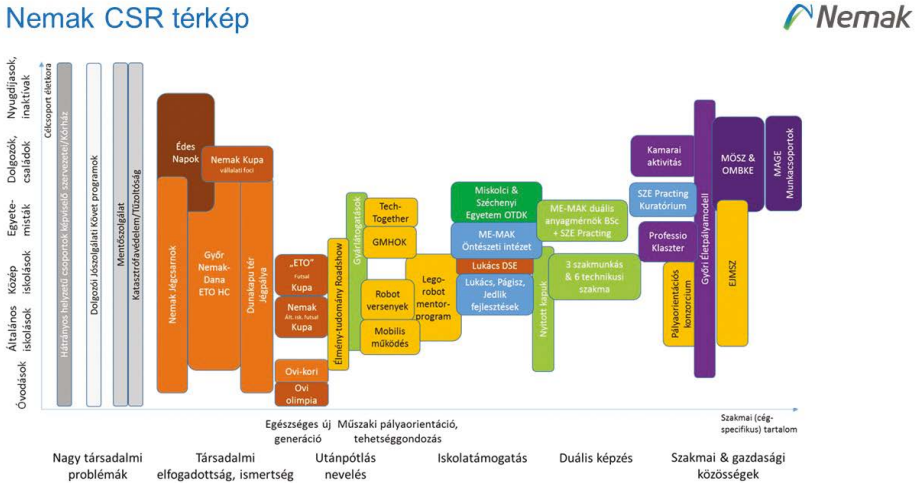 Nemak CSR térkép
Nemak
Nyugdíjasok,
inaktívak
Dolgozók,
családok
Egyete-
misták
Közép
iskolások
Általános
iskolások
Óvodások
Célcsoport életkora
Hátrányos helyzetű csoportok képviselő szervezetei/Kórház
Dolgozói Jószolgálati Követ programok
Mentőszolgálat
Katasztrófavédelem/Tűzoltóság
Édes
Napok
Nemak Jégcsarnok
Nemak Kupa
vállalati foci
Győr
Nemak-
Dana
ETO HC
Dunakapu tér
Jégpálya
„ETO”
Futsal
Kupa
Nemak
Ált. isk. futsal
Kupa
Ovi-kori
Ovi
olimpia
Élmény-tudomány Roadshow
Gyárlátogatások
Tech-
Together
GMHOK
Robot
versenyek
Mobilis
működés
Lego-
robot
mentor-
program
Miskolci &
Széchenyi
Egyetem OTDK
ME-MAK
Öntészeti intézet
Lukács DSE
Lukács, Págisz,
Jedlik
fejlesztések
Nyitott kapuk
ME-MAK duális
anyagmérnök BSc
+ SZE Practing
3 szakmunkás
& 6 technikusi
szakma
Kamarai
aktivitás
SZE Practing
Kuratórium
Professio
Klaszter
Pályaorientációs
konzorcium
Győri Életpályamodell
MÖSZ &
OMBKE
EJMSZ
MAGE
Munkacsoportok
Szakmai (cég-
specifikus) tartalom
Egészséges új
generáció
Műszaki pályaorientáció,
tehetséggondozás
Nagy társadalmi
problémák
Társadalmi
elfogadottság, ismertség
Utánpótlás
nevelés
Iskolatámogatás
Duális képzés
Szakmai & gazdasági
közösségek